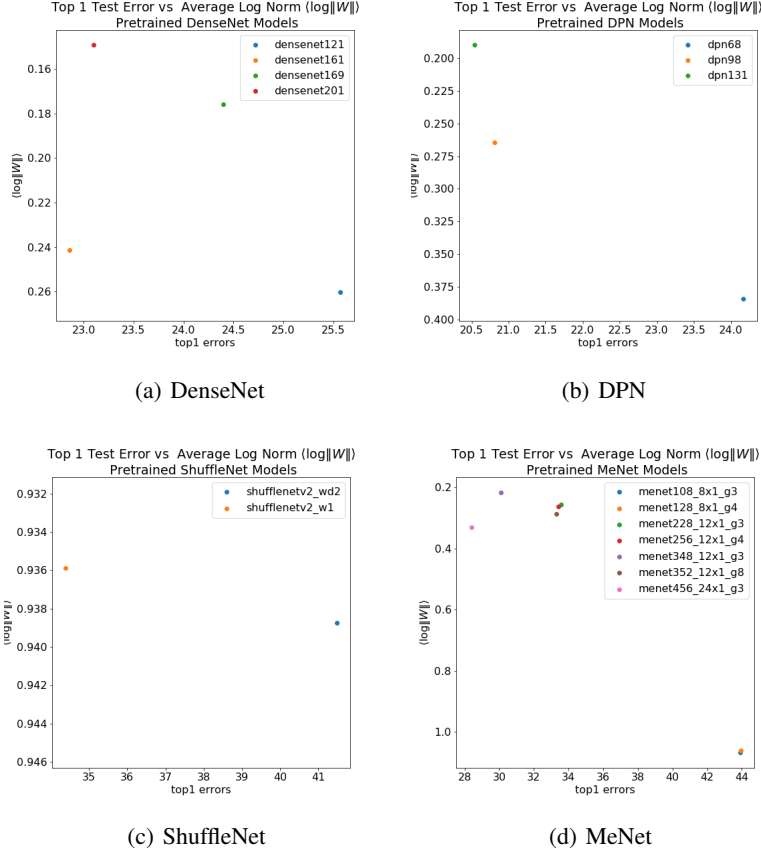 Top 1 Test Error vs Average Log Norm ⟨log‖W‖⟩
Pretrained DenseNet Models
densenet121
densenet161
densenet169
densenet201
0.16
0.18
0.20
0.22
0.24
0.26
⟨log‖W‖⟩
23.0 23.5 24.0 24.5 25.0 25.5
top1 errors
(a) DenseNet
Top 1 Test Error vs Average Log Norm ⟨log‖W‖⟩
Pretrained DPN Models
dpn68
dpn98
dpn131
0.200
0.225
0.250
0.275
0.300
0.325
0.350
0.375
0.400
⟨log‖W‖⟩
20.5 21.0 21.5 22.0 22.5 23.0 23.5 24.0
top1 errors
(b) DPN
Top 1 Test Error vs Average Log Norm ⟨log‖W‖⟩
Pretrained ShuffleNet Models
shufflenetv2_wd2
shufflenetv2_w1
0.932
0.934
0.936
0.938
0.940
0.942
0.944
0.946
⟨log‖W‖⟩
35 36 37 38 39 40 41
top1 errors
(c) ShuffleNet
Top 1 Test Error vs Average Log Norm ⟨log‖W‖⟩
Pretrained MeNet Models
menet108_8x1_g3
menet128_8x1_g4
menet228_12x1_g3
menet256_12x1_g4
menet348_12x1_g3
menet352_12x1_g8
menet456_24x1_g3
0.2
0.4
0.6
0.8
1.0
⟨log‖W‖⟩
28 30 32 34 36 38 40 42 44
top1 errors
(d) MeNet